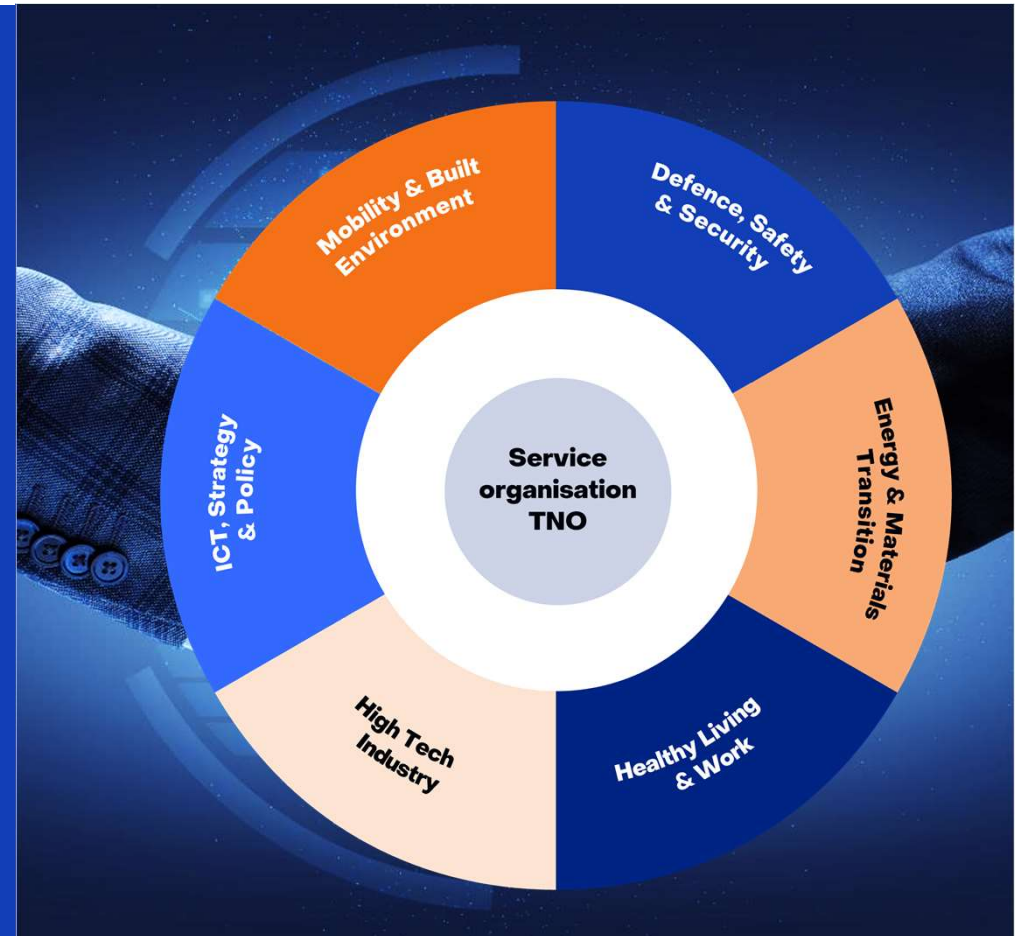 Mobility & Built
Environment
Defence, Safety
& Security
ICT, Strategy
& Policy
Service
organisation
TNO
Energy & Materials
Transition
High Tech
Industry
Healthy Living
& Work